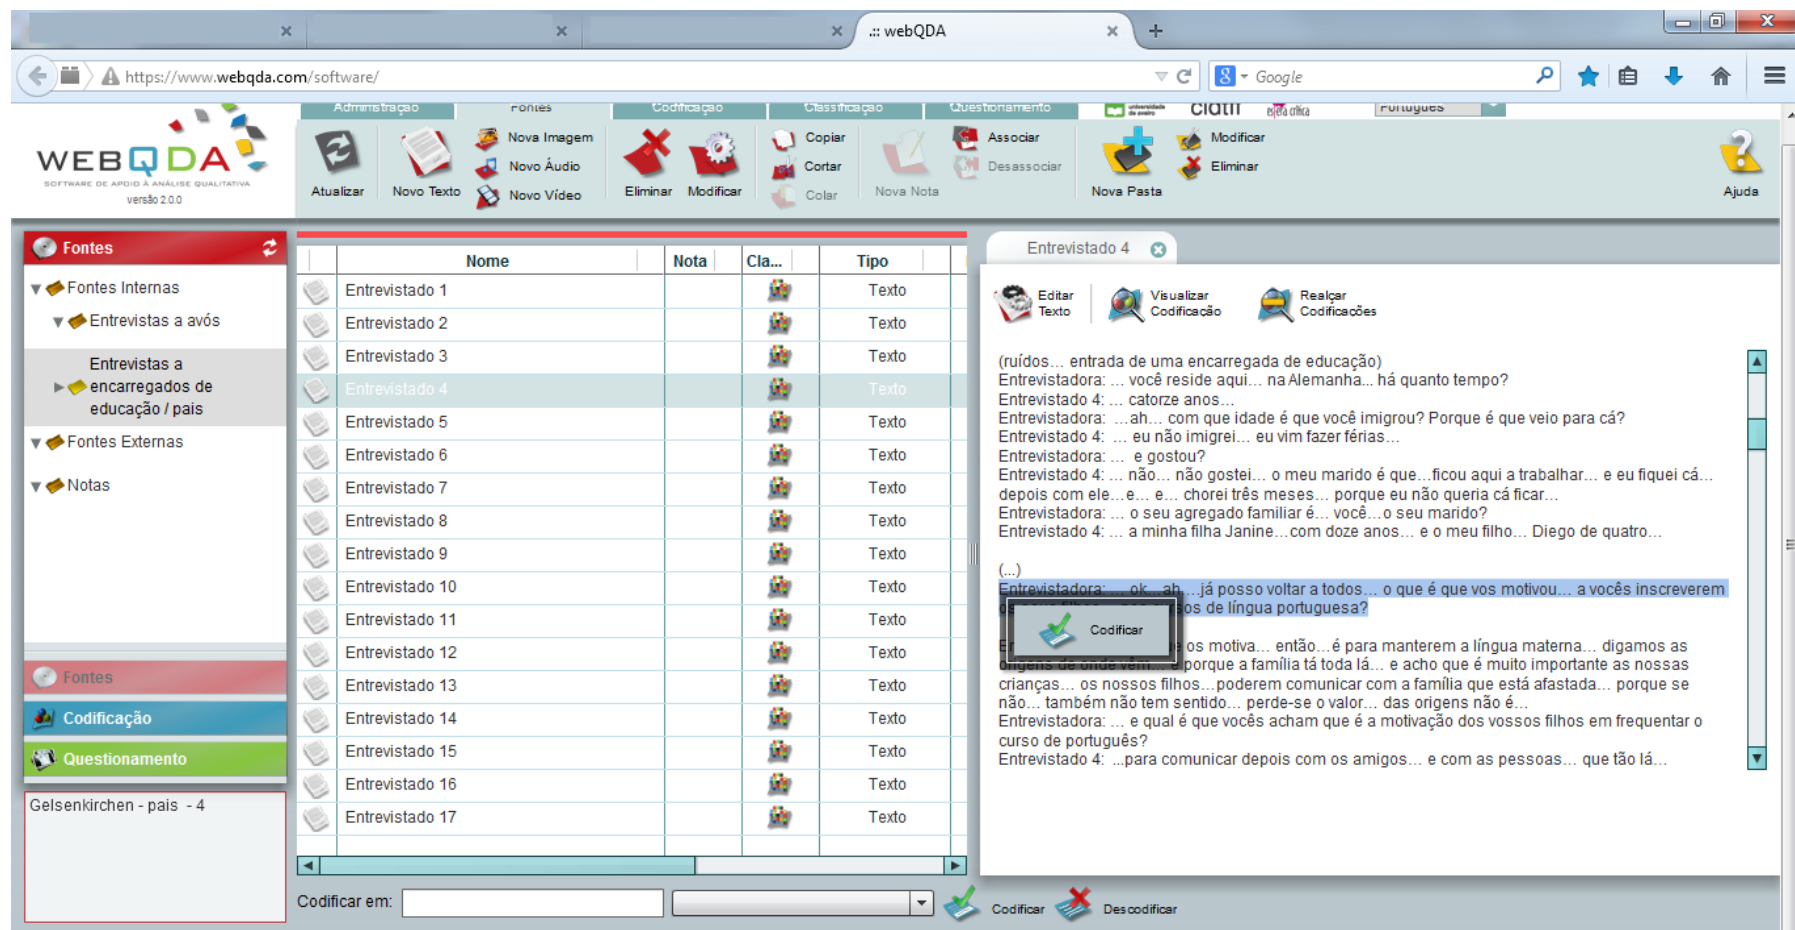 .:: webQDA
https://www.webqda.com/software/
Google
Administração Fontes Codificação Classificação Questionamento
universidade de aveiro
esfera crítica
Português
WEBQDA
SOFTWARE DE APOIO À ANÁLISE QUALITATIVA
versão 2.0.0
Atualizar
Novo Texto
Nova Imagem
Novo Áudio
Novo Vídeo
Eliminar
Modificar
Copiar
Cortar
Colar
Nova Nota
Associar
Desassociar
Nova Pasta
Modificar
Eliminar
Ajuda
Fontes
Fontes Internas
Entrevistas a avós
Entrevistas a
encarregados de
educação / pais
Fontes Externas
Notas
Fontes
Codificação
Questionamento
Gelsenkirchen - pais - 4
Nome Nota Cla... Tipo
Entrevistado 1 Texto
Entrevistado 2 Texto
Entrevistado 3 Texto
Entrevistado 4 Texto
Entrevistado 5 Texto
Entrevistado 6 Texto
Entrevistado 7 Texto
Entrevistado 8 Texto
Entrevistado 9 Texto
Entrevistado 10 Texto
Entrevistado 11 Texto
Entrevistado 12 Texto
Entrevistado 13 Texto
Entrevistado 14 Texto
Entrevistado 15 Texto
Entrevistado 16 Texto
Entrevistado 17 Texto
Codificar em:
Codificar
Descodificar
Entrevistado 4
Editar
Texto
Visualizar
Codificação
Realçar
Codificacões
(ruídos... entrada de uma encarregada de educação)
Entrevistadora: ... você reside aqui... na Alemanha... há quanto tempo?
Entrevistado 4: ... catorze anos...
Entrevistadora: ...ah... com que idade é que você imigrou? Porque é que veio para cá?
Entrevistado 4: ... eu não imigrei... eu vim fazer férias...
Entrevistadora: ... e gostou?
Entrevistado 4: ... não... não gostei... o meu marido é que...ficou aqui a trabalhar... e eu fiquei cá...
depois com ele...e... e... chorei três meses... porque eu não queria cá ficar...
Entrevistadora: ... o seu agregado familiar é... você...o seu marido?
Entrevistado 4: ... a minha filha Janine...com doze anos... e o meu filho... Diego de quatro...
(...)
Entrevistadora: ... ok...ah...já posso voltar a todos... o que é que vos motivou... a vocês inscreverem
de língua portuguesa?
Codificar
os motiva... então...é para manterem a língua materna... digamos as
origens de onde vêm... e porque a família tá toda lá... e acho que é muito importante as nossas
crianças... os nossos filhos...poderem comunicar com a família que está afastada... porque se
não... também não tem sentido... perde-se o valor... das origens não é...
Entrevistadora: ... e qual é que vocês acham que é a motivação dos vossos filhos em frequentar o
curso de português?
Entrevistado 4: ...para comunicar depois com os amigos... e com as pessoas... que tão lá...